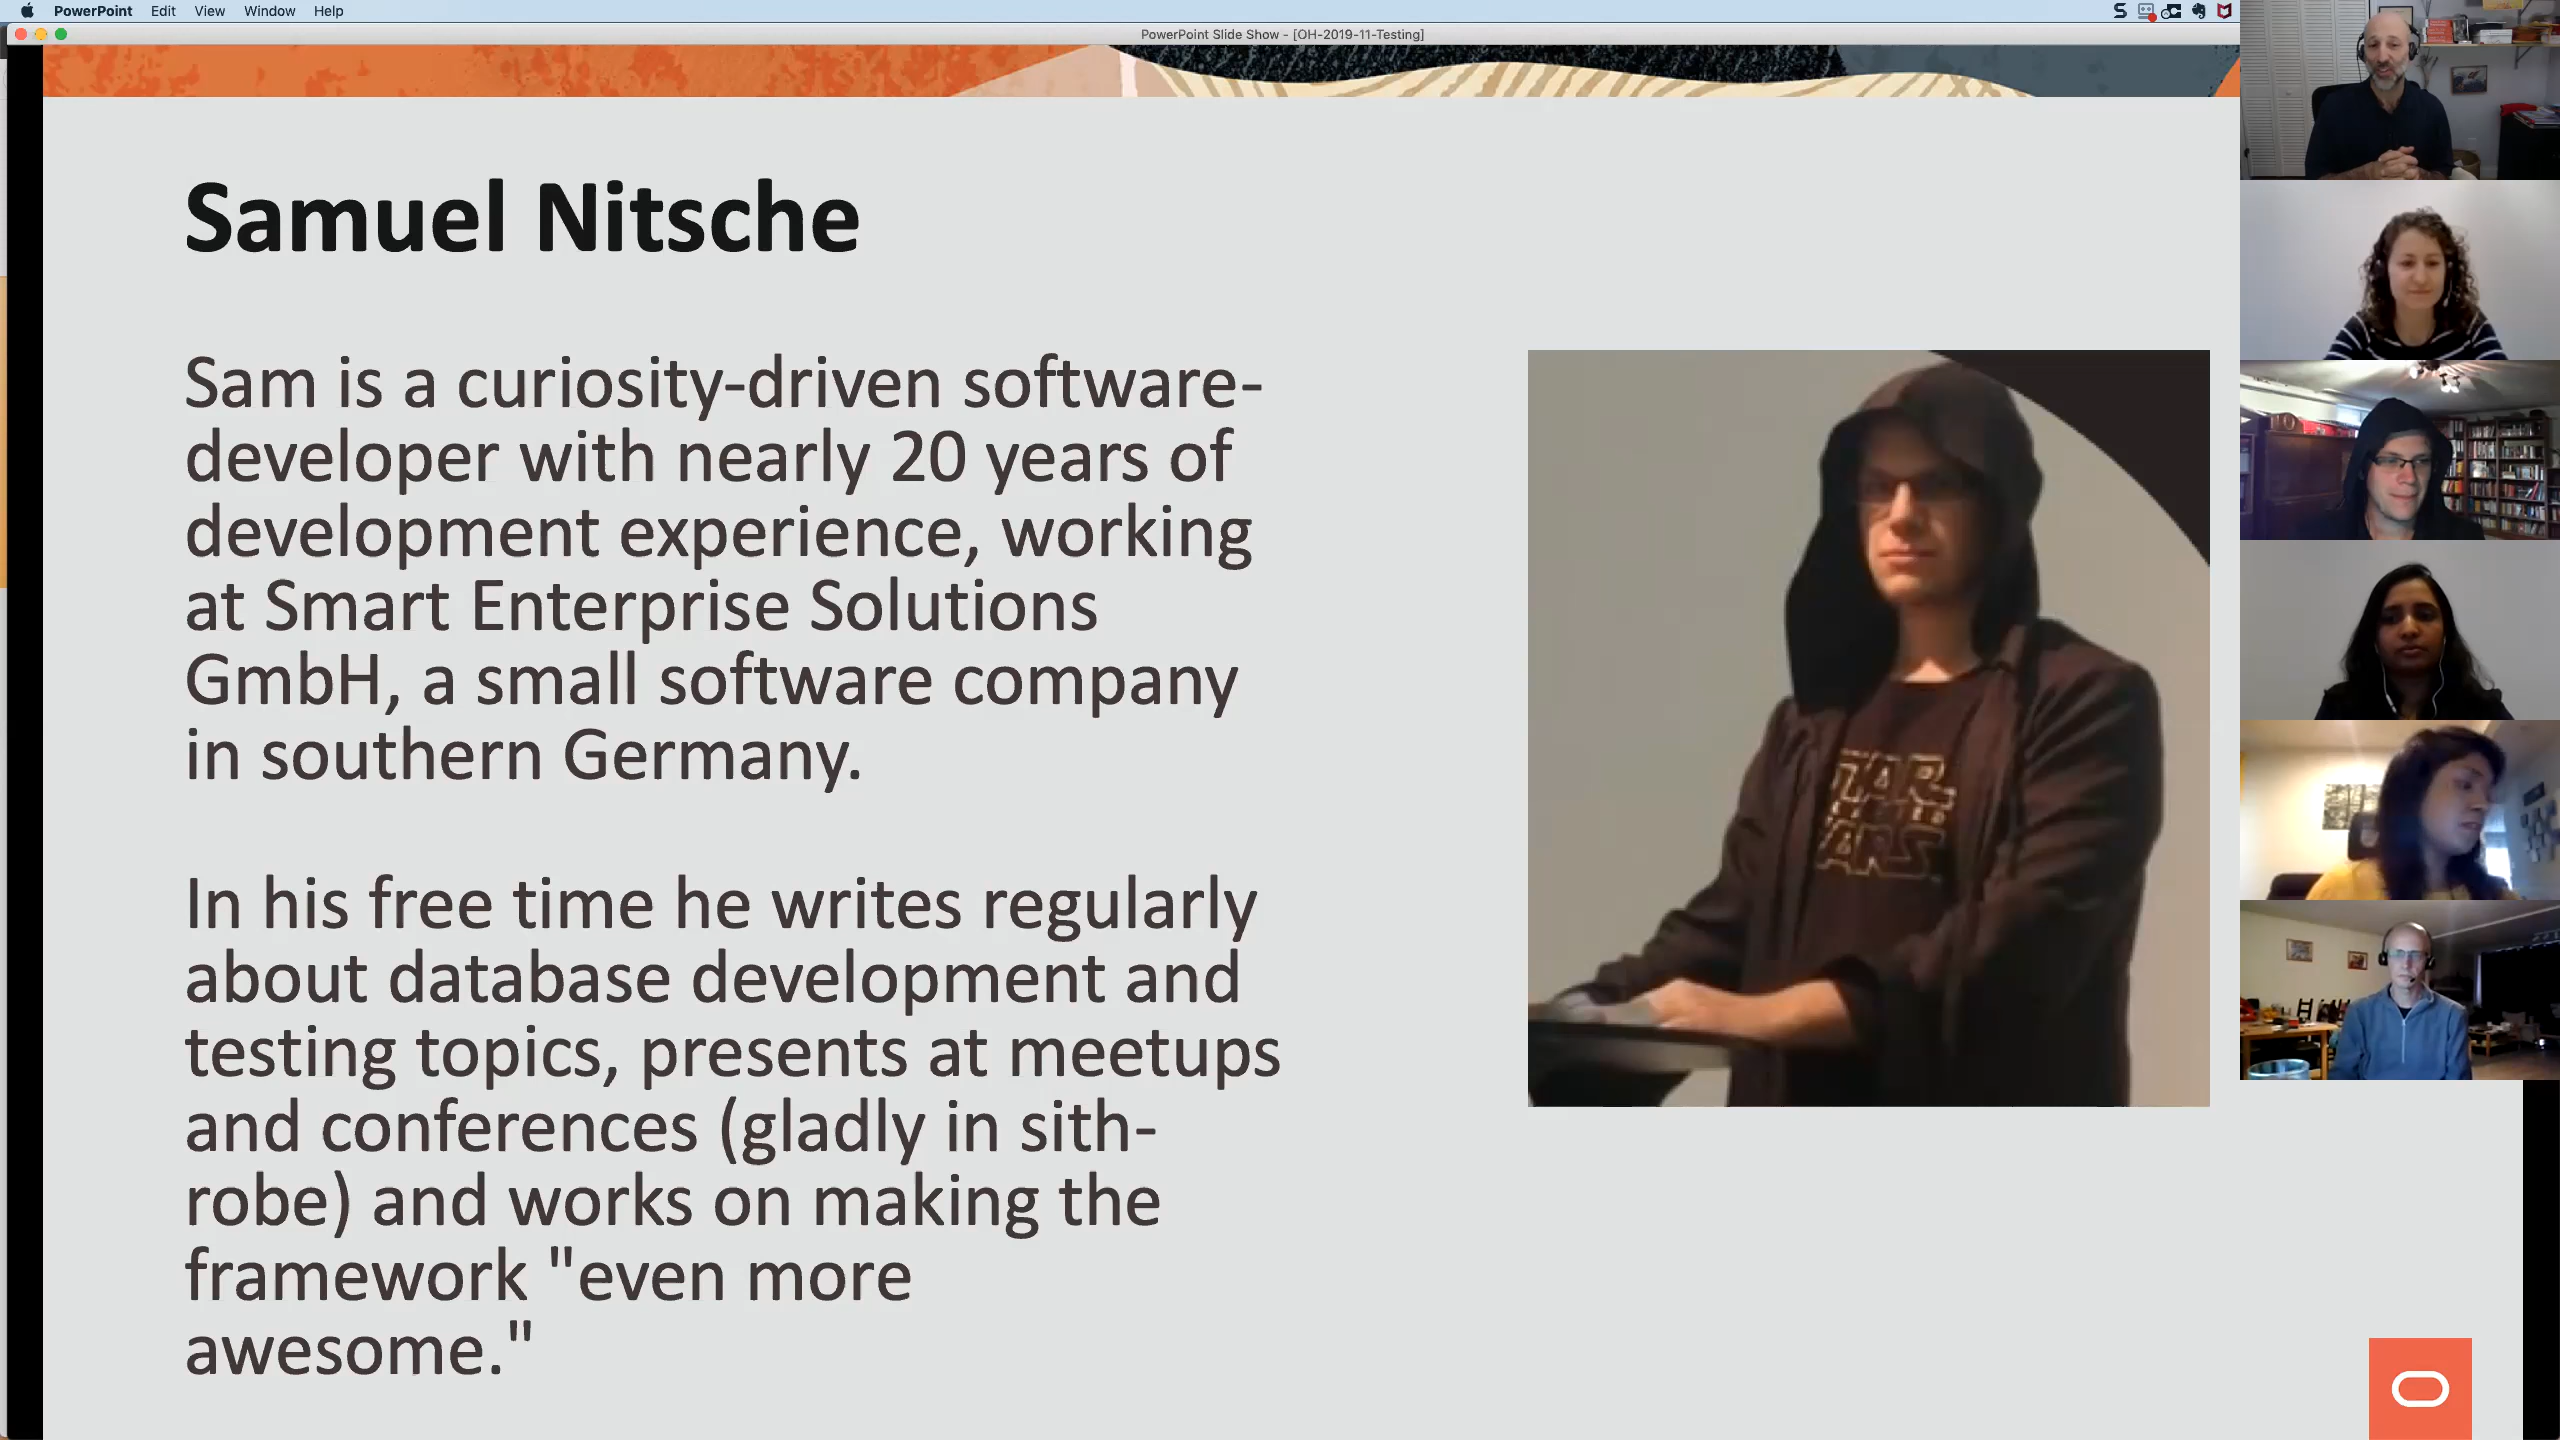 PowerPoint Edit View Window Help
PowerPoint Slide Show - [OH-2019-11-Testing]
Samuel Nitsche
Sam is a curiosity-driven software-
developer with nearly 20 years of
development experience, working
at Smart Enterprise Solutions
GmbH, a small software company
in southern Germany.
In his free time he writes regularly
about database development and
testing topics, presents at meetups
and conferences (gladly in sith-
robe) and works on making the
framework "even more
awesome."
STAR
WARS